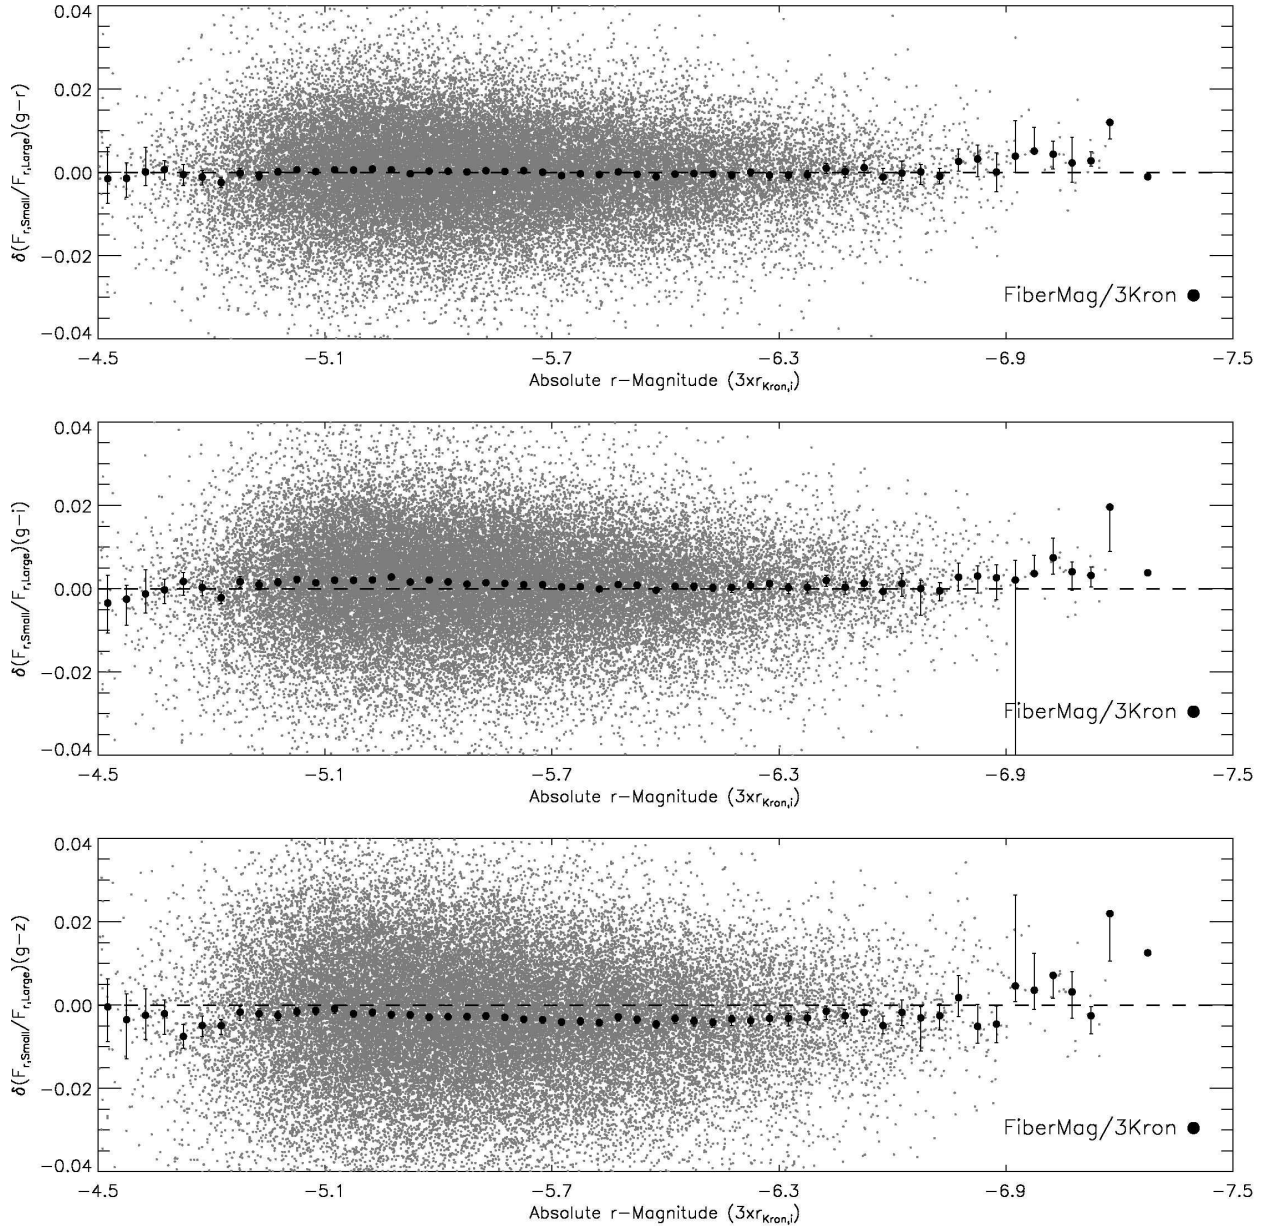 δ(F_r,Small/F_r,Large)(g−r)
0.04
0.02
0.00
−0.02
−0.04
FiberMag/3Kron
−4.5 −5.1 −5.7 −6.3 −6.9 −7.5
Absolute r−Magnitude (3xr_Kron,i)
δ(F_r,Small/F_r,Large)(g−i)
0.04
0.02
0.00
−0.02
−0.04
FiberMag/3Kron
−4.5 −5.1 −5.7 −6.3 −6.9 −7.5
Absolute r−Magnitude (3xr_Kron,i)
δ(F_r,Small/F_r,Large)(g−z)
0.04
0.02
0.00
−0.02
−0.04
FiberMag/3Kron
−4.5 −5.1 −5.7 −6.3 −6.9 −7.5
Absolute r−Magnitude (3xr_Kron,i)